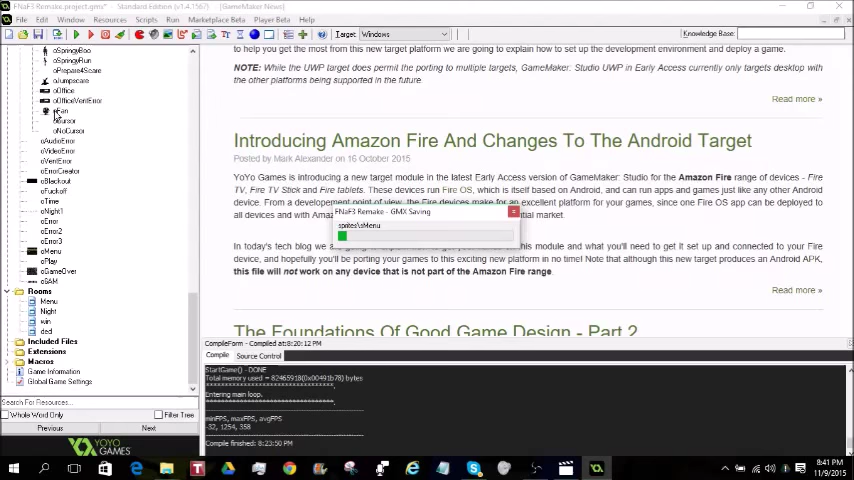 FNaF3 Remake.project.gmx* - Standard Edition (v1.4.1567) - [GameMaker News]
File Edit Window Resources Scripts Run Marketplace Beta Player Beta Help
Target: Windows
Knowledge Base:
oSpringyBoo
oSpringyRun
oPrepare4Scare
oJumpscare
oOffice
oOfficeVentError
oFan
oCursor
oNoCursor
oAudioError
oVideoError
oVentError
oErrorCreator
oBlackout
oFuckoff
oTime
oNight1
oError
oError2
oError3
oMenu
oPlay
oGameOver
o6AM
Rooms
Menu
Night
win
ded
Included Files
Extensions
Macros
Game Information
Global Game Settings
Search For Resources:
Whole Word Only
Filter Tree
Previous
Next
YOYO
GAMES
to help you get the most from this new target platform we are going to explain how to set up the development environment and deploy a game.
NOTE: While the UWP target does permit the porting to multiple targets, GameMaker: Studio UWP in Early Access currently only targets desktop with
the other platforms being supported in the future.
Read more »
Introducing Amazon Fire And Changes To The Android Target
Posted by Mark Alexander on 16 October 2015
YoYo Games is introducing a new target module in the latest Early Access version of GameMaker: Studio for the Amazon Fire range of devices - Fire
TV, Fire TV Stick and Fire tablets. These devices run Fire OS, which is itself based on Android, and can run apps and games just like any other Android
device. From a development point of view, the Fire devices make for an excellent platform for your games, since one Fire OS app can be deployed to
all devices and with Ama
tial market.
In today's tech blog we are
module and what you'll need to get it set up and connected to your Fire
device, and hopefully you'll be porting your games to this exciting new platform in no time! Note that although this new target produces an Android APK,
this file will not work on any device that is not part of the Amazon Fire range.
Read more »
The Foundations Of Good Game Design - Part 2
FNaF3 Remake - GMX Saving
sprites\sMenu
CompileForm - Compiled at:8:20:12 PM
Compile
Source Control
StartGame() - DONE
Total memory used = 82465918(0x00491b78) bytes
Entering main loop.
minFPS, maxFPS, avgFPS
-32, 1254, 358
Compile finished: 8:23:50 PM
8:41 PM
11/9/2015